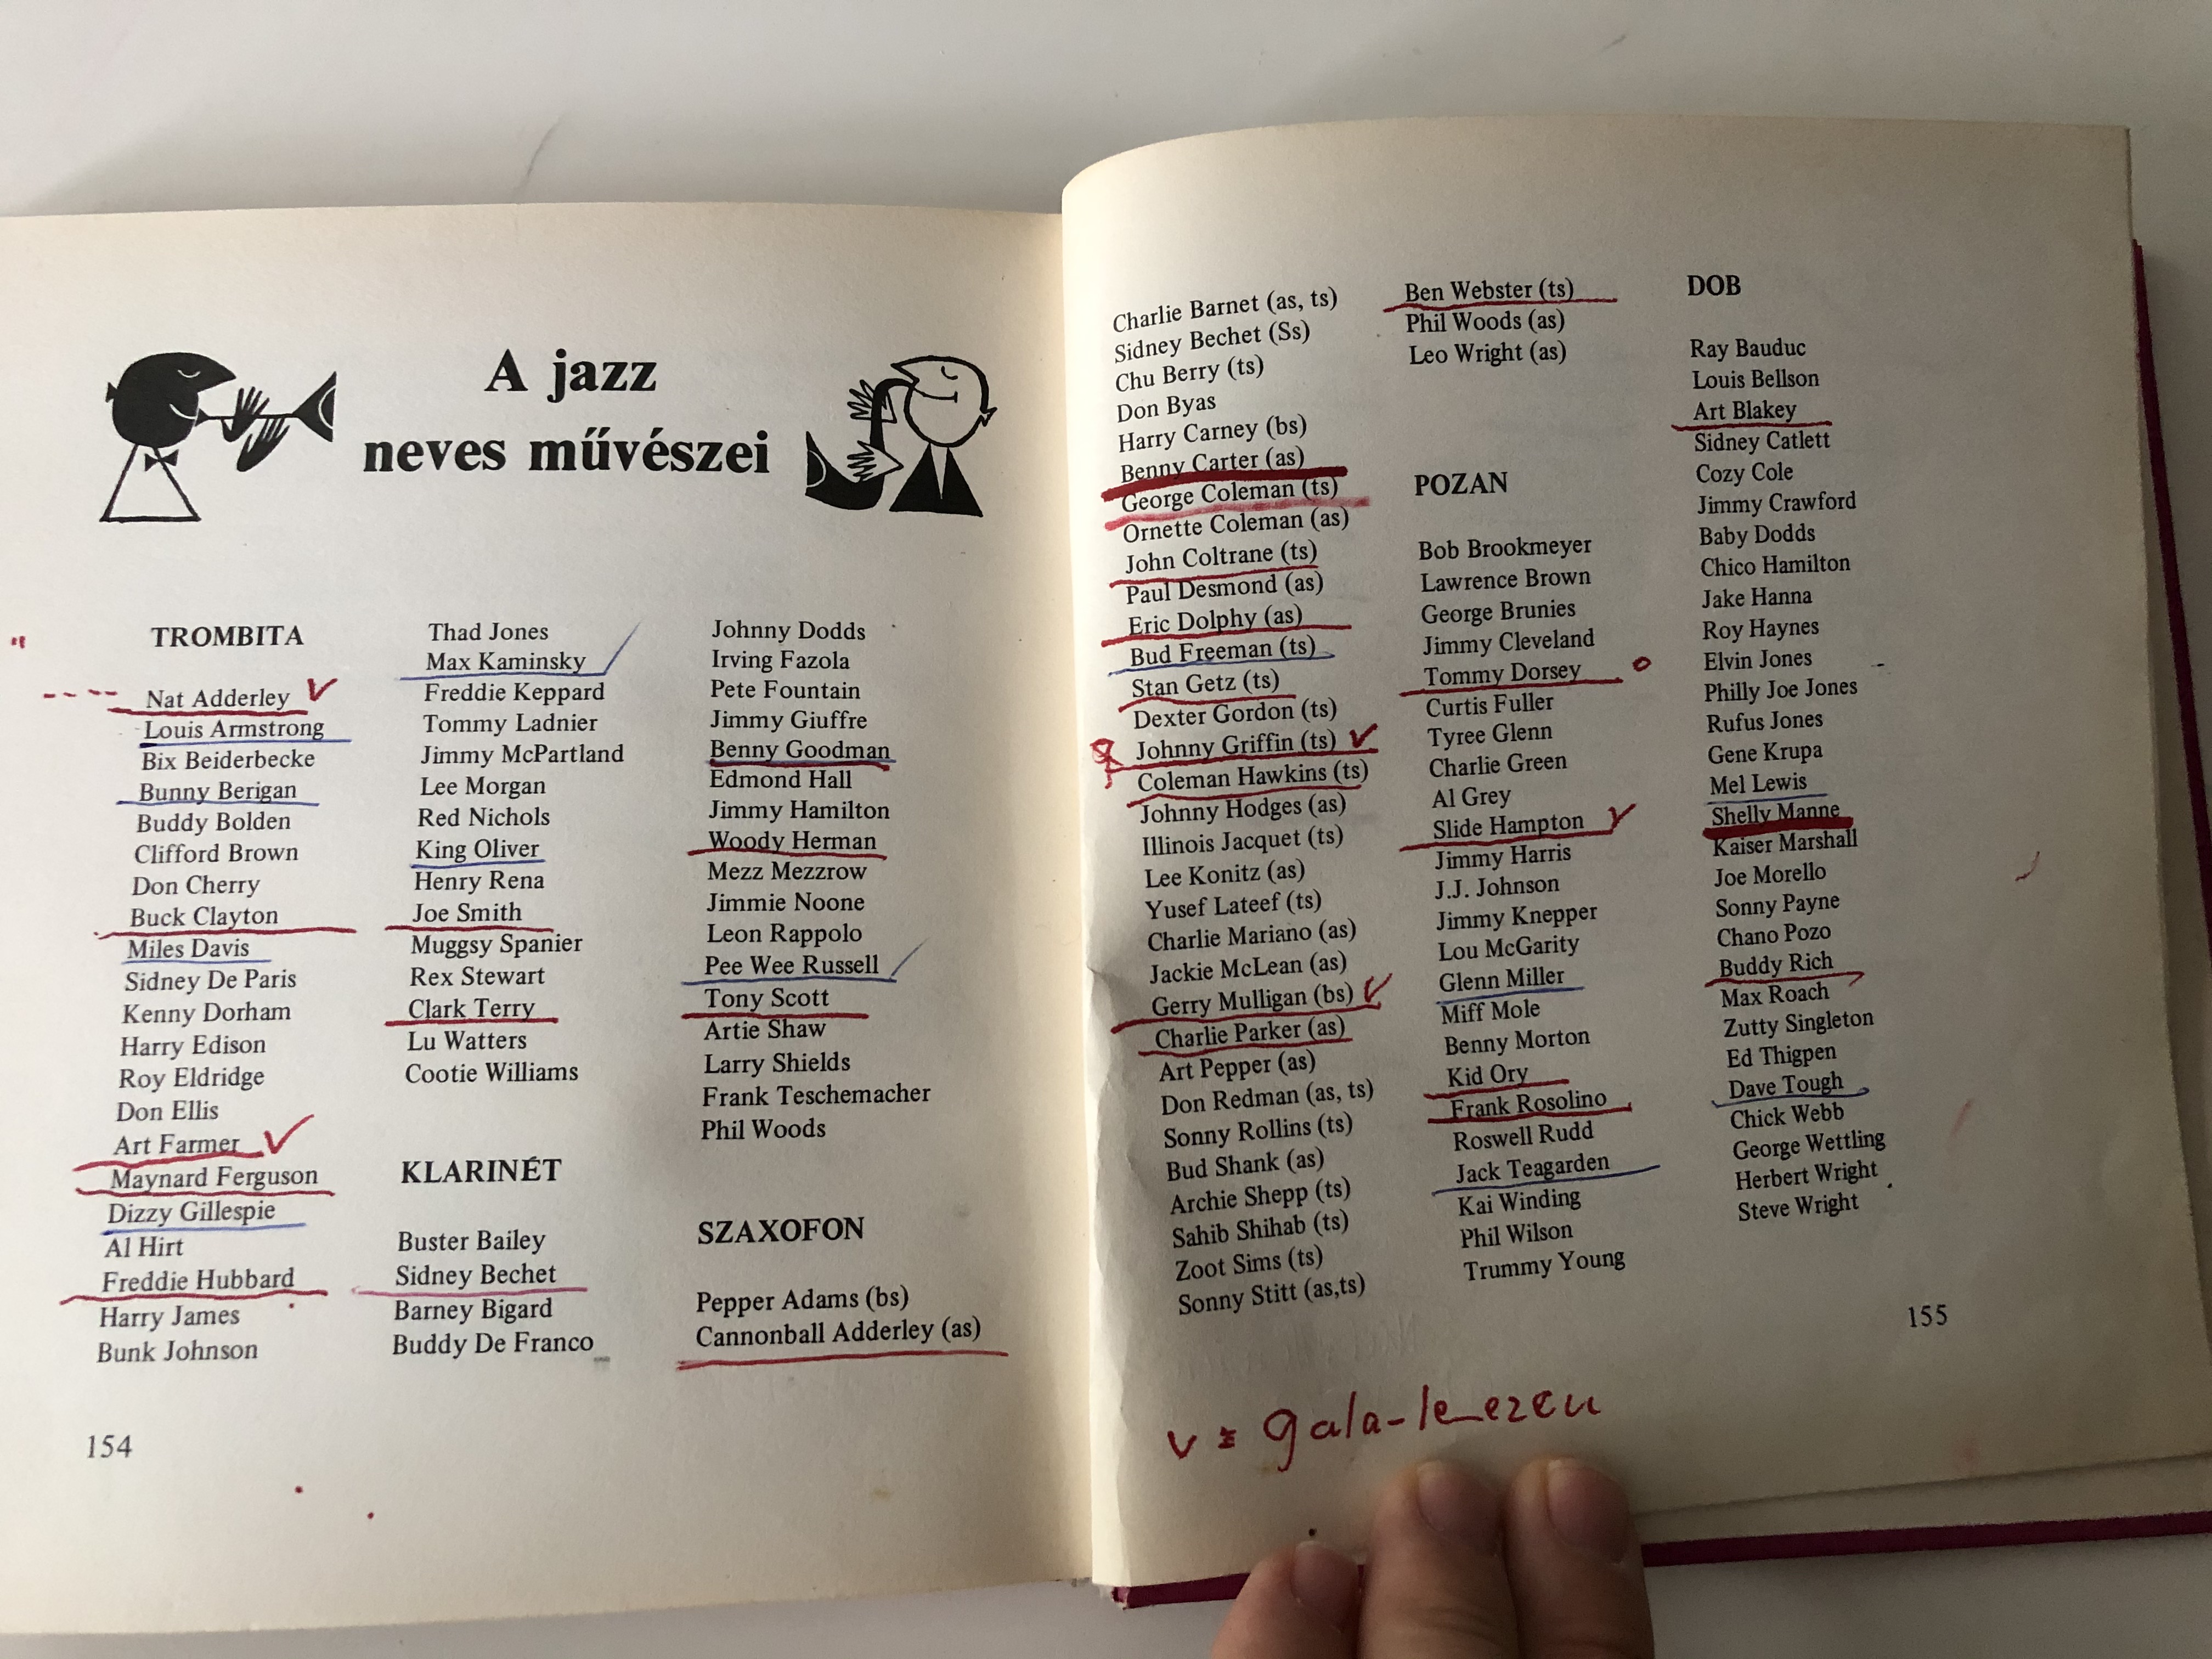 A jazz
neves művészei
TROMBITA
Nat Adderley V
Louis Armstrong
Bix Beiderbecke
Bunny Berigan
Buddy Bolden
Clifford Brown
Don Cherry
Buck Clayton
Miles Davis
Sidney De Paris
Kenny Dorham
Harry Edison
Roy Eldridge
Don Ellis
Art Farmer V
Maynard Ferguson
Dizzy Gillespie
Al Hirt
Freddie Hubbard
Harry James
Bunk Johnson
Thad Jones
Max Kaminsky
Freddie Keppard
Tommy Ladnier
Jimmy McPartland
Lee Morgan
Red Nichols
King Oliver
Henry Rena
Joe Smith
Muggsy Spanier
Rex Stewart
Clark Terry
Lu Watters
Cootie Williams
KLARINÉT
Buster Bailey
Sidney Bechet
Barney Bigard
Buddy De Franco
Johnny Dodds
Irving Fazola
Pete Fountain
Jimmy Giuffre
Benny Goodman
Edmond Hall
Jimmy Hamilton
Woody Herman
Mezz Mezzrow
Jimmie Noone
Leon Rappolo
Pee Wee Russell
Tony Scott
Artie Shaw
Larry Shields
Frank Teschemacher
Phil Woods
SZAXOFON
Pepper Adams (bs)
Cannonball Adderley (as)
154
Charlie Barnet (as, ts)
Sidney Bechet (Ss)
Chu Berry (ts)
Don Byas
Harry Carney (bs)
Benny Carter (as)
George Coleman (ts)
Ornette Coleman (as)
John Coltrane (ts)
Paul Desmond (as)
Eric Dolphy (as)
Bud Freeman (ts)
Stan Getz (ts)
Dexter Gordon (ts)
Johnny Griffin (ts) V
Coleman Hawkins (ts)
Johnny Hodges (as)
Illinois Jacquet (ts)
Lee Konitz (as)
Yusef Lateef (ts)
Charlie Mariano (as)
Jackie McLean (as)
Gerry Mulligan (bs) V
Charlie Parker (as)
Art Pepper (as)
Don Redman (as, ts)
Sonny Rollins (ts)
Bud Shank (as)
Archie Shepp (ts)
Sahib Shihab (ts)
Zoot Sims (ts)
Sonny Stitt (as,ts)
Ben Webster (ts)
Phil Woods (as)
Leo Wright (as)
POZAN
Bob Brookmeyer
Lawrence Brown
George Brunies
Jimmy Cleveland
Tommy Dorsey
Curtis Fuller
Tyree Glenn
Charlie Green
Al Grey
Slide Hampton V
Jimmy Harris
J.J. Johnson
Jimmy Knepper
Lou McGarity
Glenn Miller
Miff Mole
Benny Morton
Kid Ory
Frank Rosolino
Roswell Rudd
Jack Teagarden
Kai Winding
Phil Wilson
Trummy Young
DOB
Ray Bauduc
Louis Bellson
Art Blakey
Sidney Catlett
Cozy Cole
Jimmy Crawford
Baby Dodds
Chico Hamilton
Jake Hanna
Roy Haynes
Elvin Jones
Philly Joe Jones
Rufus Jones
Gene Krupa
Mel Lewis
Shelly Manne
Kaiser Marshall
Joe Morello
Sonny Payne
Chano Pozo
Buddy Rich
Max Roach
Zutty Singleton
Ed Thigpen
Dave Tough
Chick Webb
George Wettling
Herbert Wright
Steve Wright
155
v = gala-lemezen